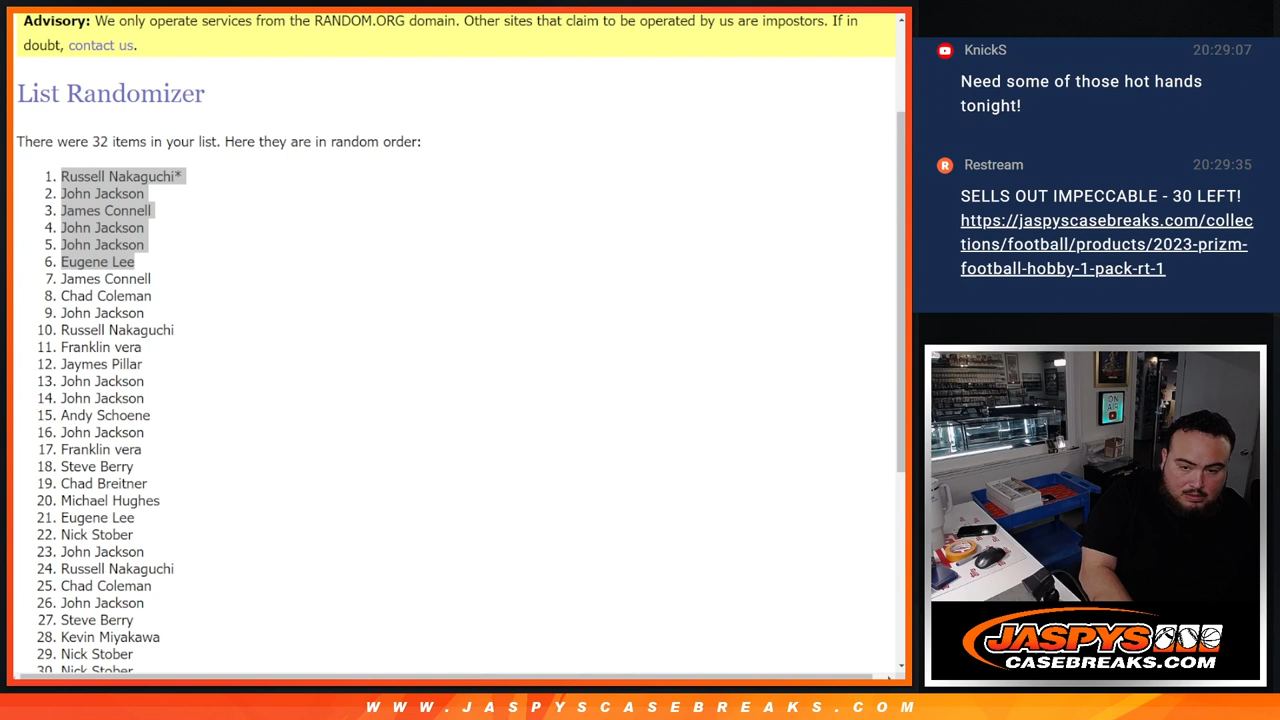 Advisory: We only operate services from the RANDOM.ORG domain. Other sites that claim to be operated by us are impostors. If in
doubt, contact us.
List Randomizer
There were 32 items in your list. Here they are in random order:
1. Russell Nakaguchi*
2. John Jackson
3. James Connell
4. John Jackson
5. John Jackson
6. Eugene Lee
7. James Connell
8. Chad Coleman
9. John Jackson
10. Russell Nakaguchi
11. Franklin vera
12. Jaymes Pillar
13. John Jackson
14. John Jackson
15. Andy Schoene
16. John Jackson
17. Franklin vera
18. Steve Berry
19. Chad Breitner
20. Michael Hughes
21. Eugene Lee
22. Nick Stober
23. John Jackson
24. Russell Nakaguchi
25. Chad Coleman
26. John Jackson
27. Steve Berry
28. Kevin Miyakawa
29. Nick Stober
30. Nick Stober
KnickS 20:29:07
Need some of those hot hands
tonight!
Restream 20:29:35
SELLS OUT IMPECCABLE - 30 LEFT!
https://jaspyscasebreaks.com/collec
tions/football/products/2023-prizm-
football-hobby-1-pack-rt-1
ON
AIR
JASPYS
CASEBREAKS.COM
WWW.JASPYSCASEBREAKS.COM